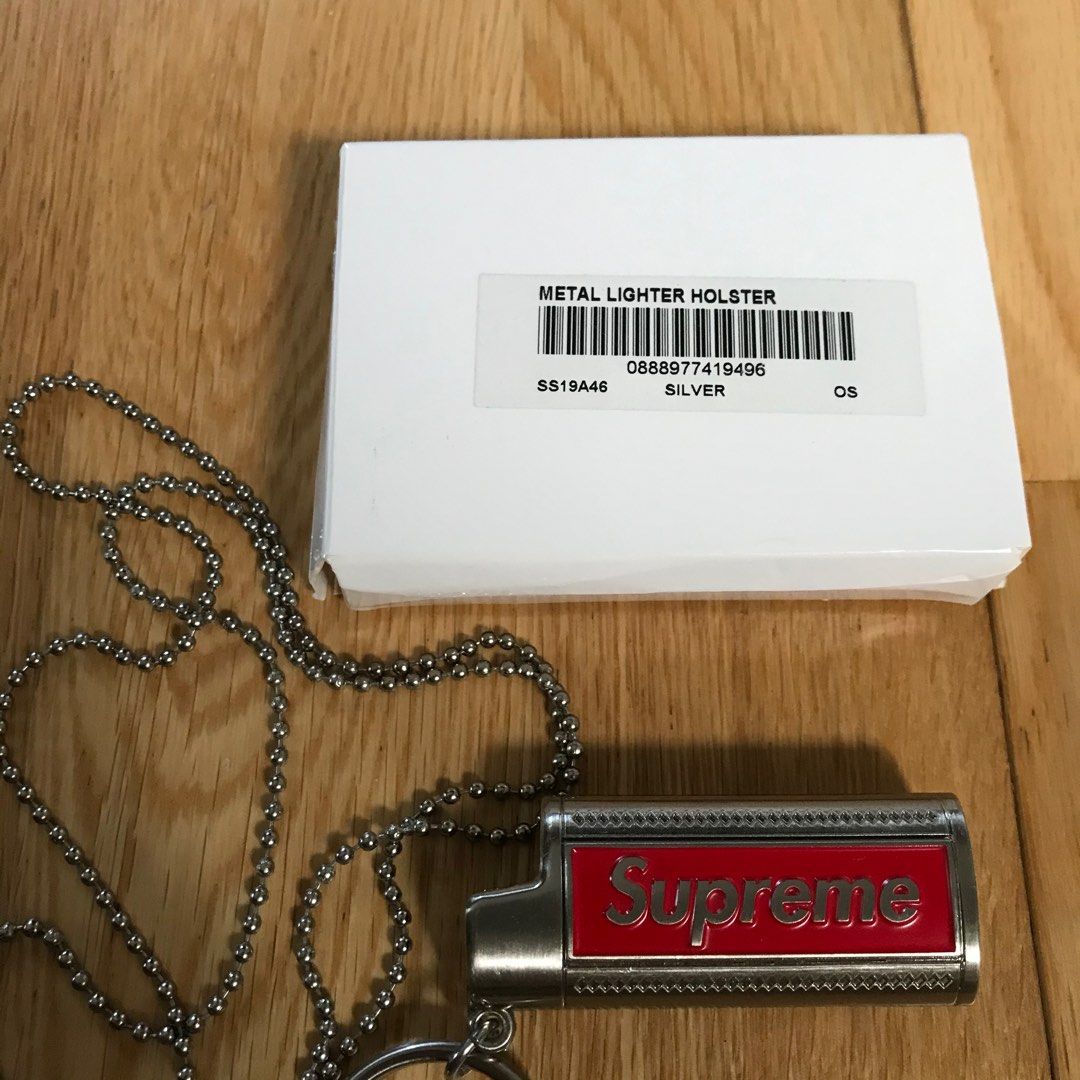 METAL LIGHTER HOLSTER
0888977419496
SS19A46 SILVER OS
Supreme